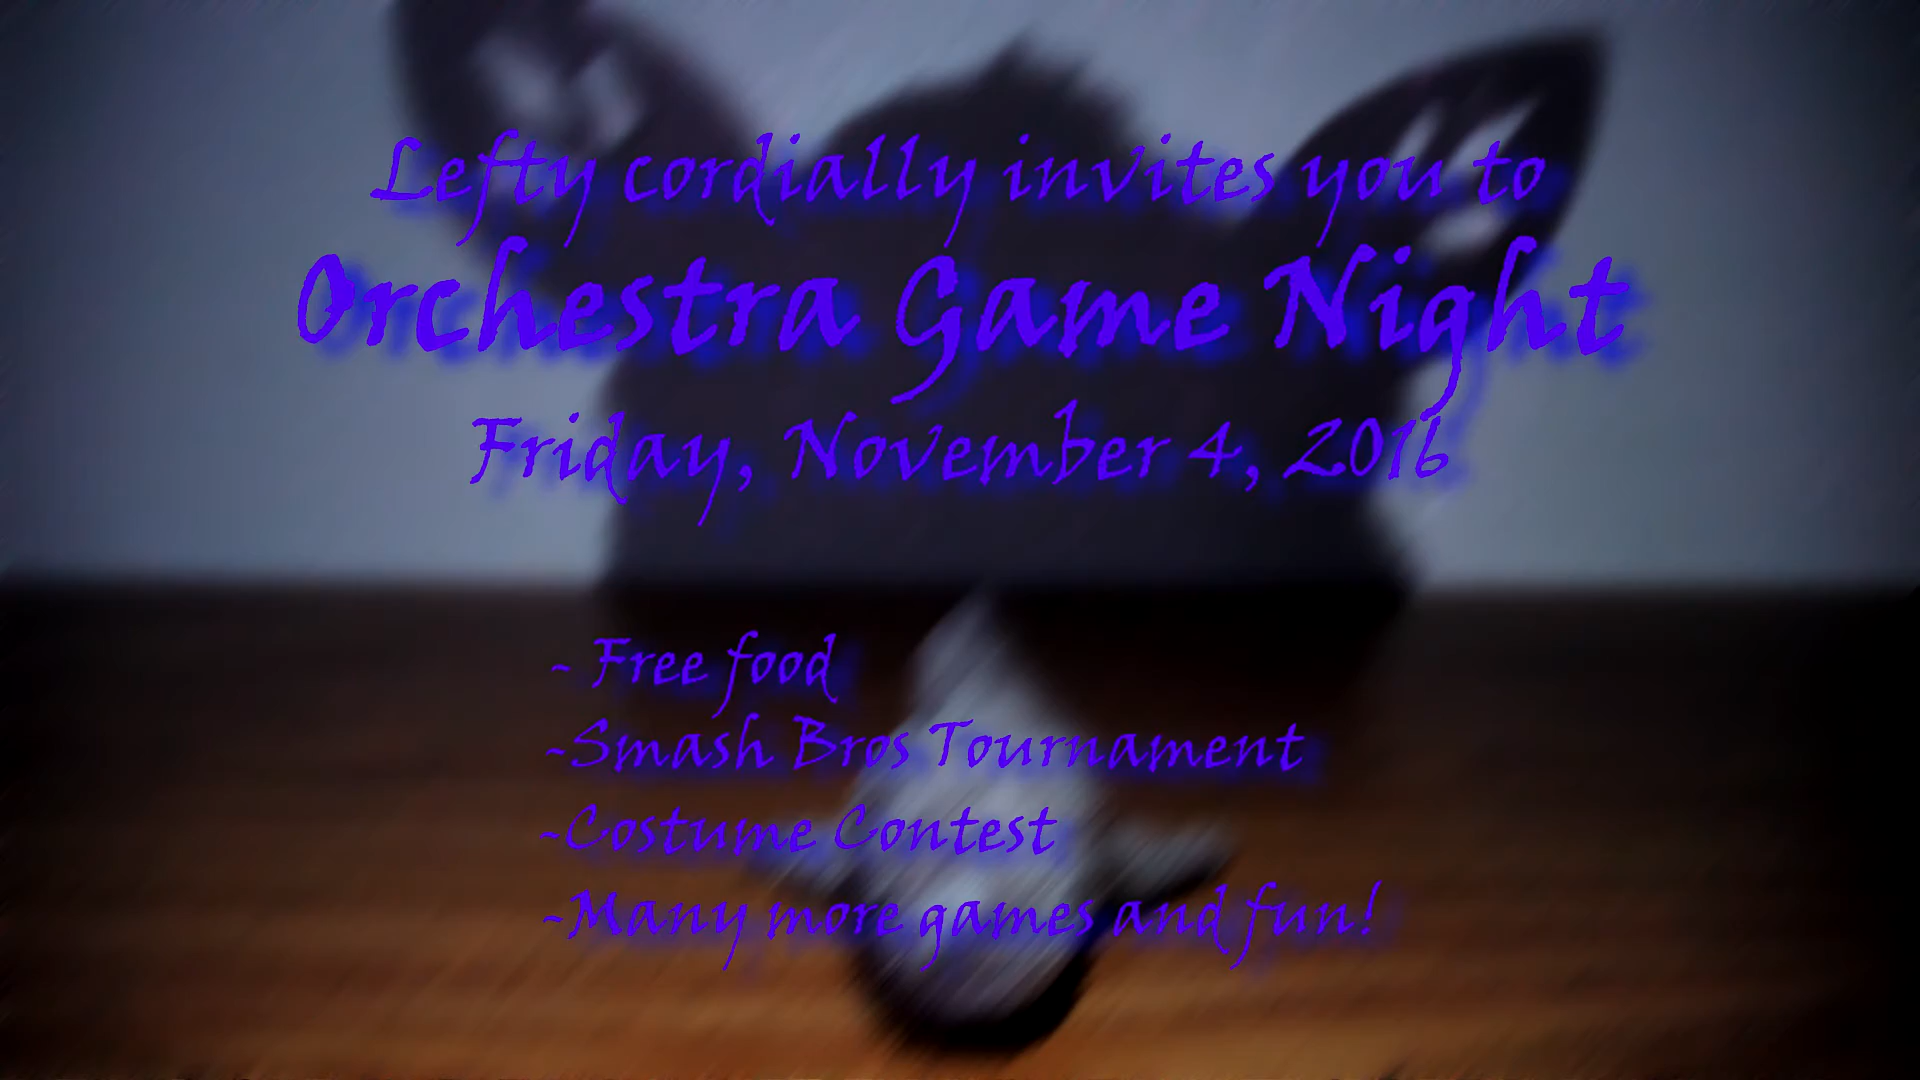 Lefty cordially invites you to
Orchestra Game Night
Friday, November 4, 2016
- Free food
-Smash Bros Tournament
-Costume Contest
-Many more games and fun!